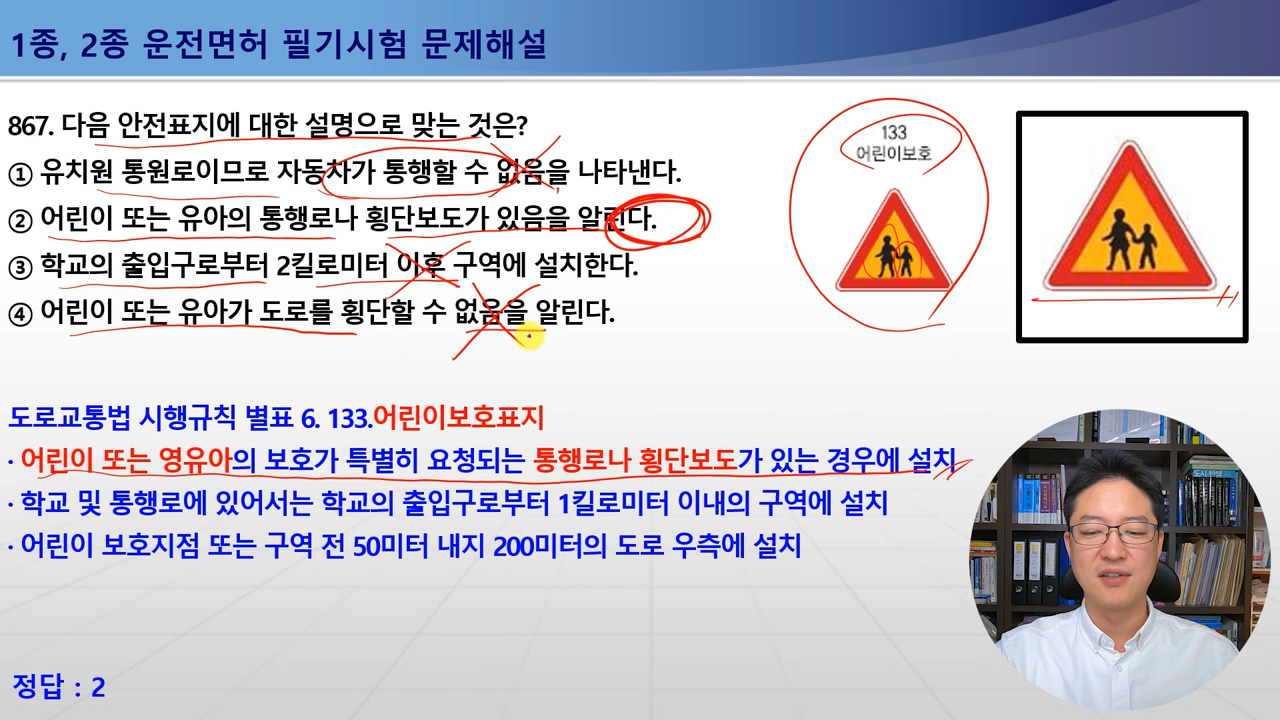 1종, 2종 운전면허 필기시험 문제해설
867. 다음 안전표지에 대한 설명으로 맞는 것은?
① 유치원 통원로이므로 자동차가 통행할 수 없음을 나타낸다.
② 어린이 또는 유아의 통행로나 횡단보도가 있음을 알린다.
③ 학교의 출입구로부터 2킬로미터 이후 구역에 설치한다.
④ 어린이 또는 유아가 도로를 횡단할 수 없음을 알린다.
133
어린이보호
도로교통법 시행규칙 별표 6. 133.어린이보호표지
· 어린이 또는 영유아의 보호가 특별히 요청되는 통행로나 횡단보도가 있는 경우에 설치
· 학교 및 통행로에 있어서는 학교의 출입구로부터 1킬로미터 이내의 구역에 설치
· 어린이 보호지점 또는 구역 전 50미터 내지 200미터의 도로 우측에 설치
정답 : 2